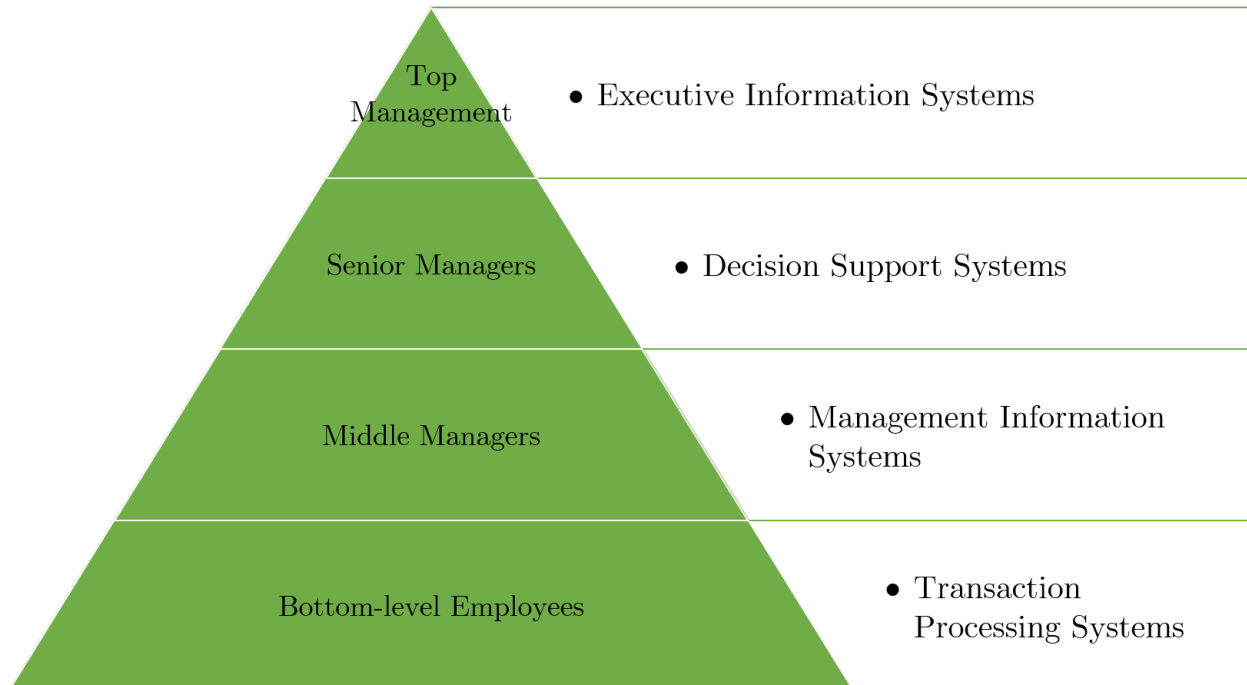 Top
Management
• Executive Information Systems
Senior Managers
• Decision Support Systems
Middle Managers
• Management Information
Systems
Bottom-level Employees
• Transaction
Processing Systems